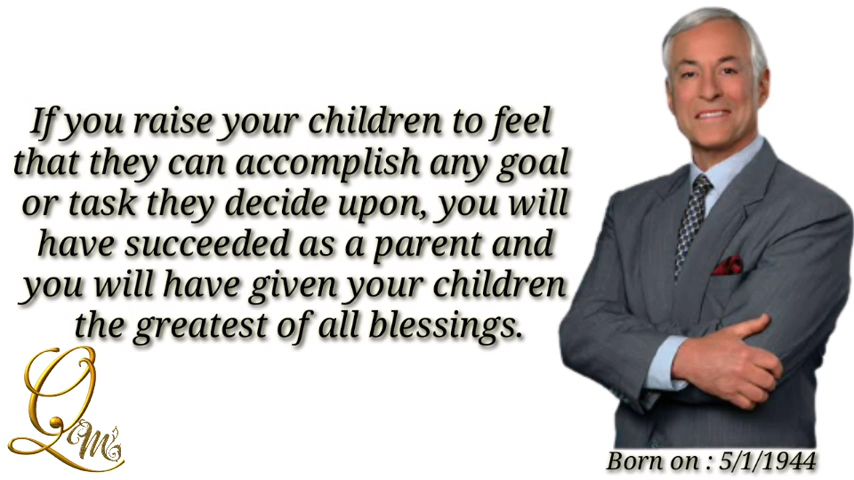 If you raise your children to feel
that they can accomplish any goal
or task they decide upon, you will
have succeeded as a parent and
you will have given your children
the greatest of all blessings.
Born on : 5/1/1944